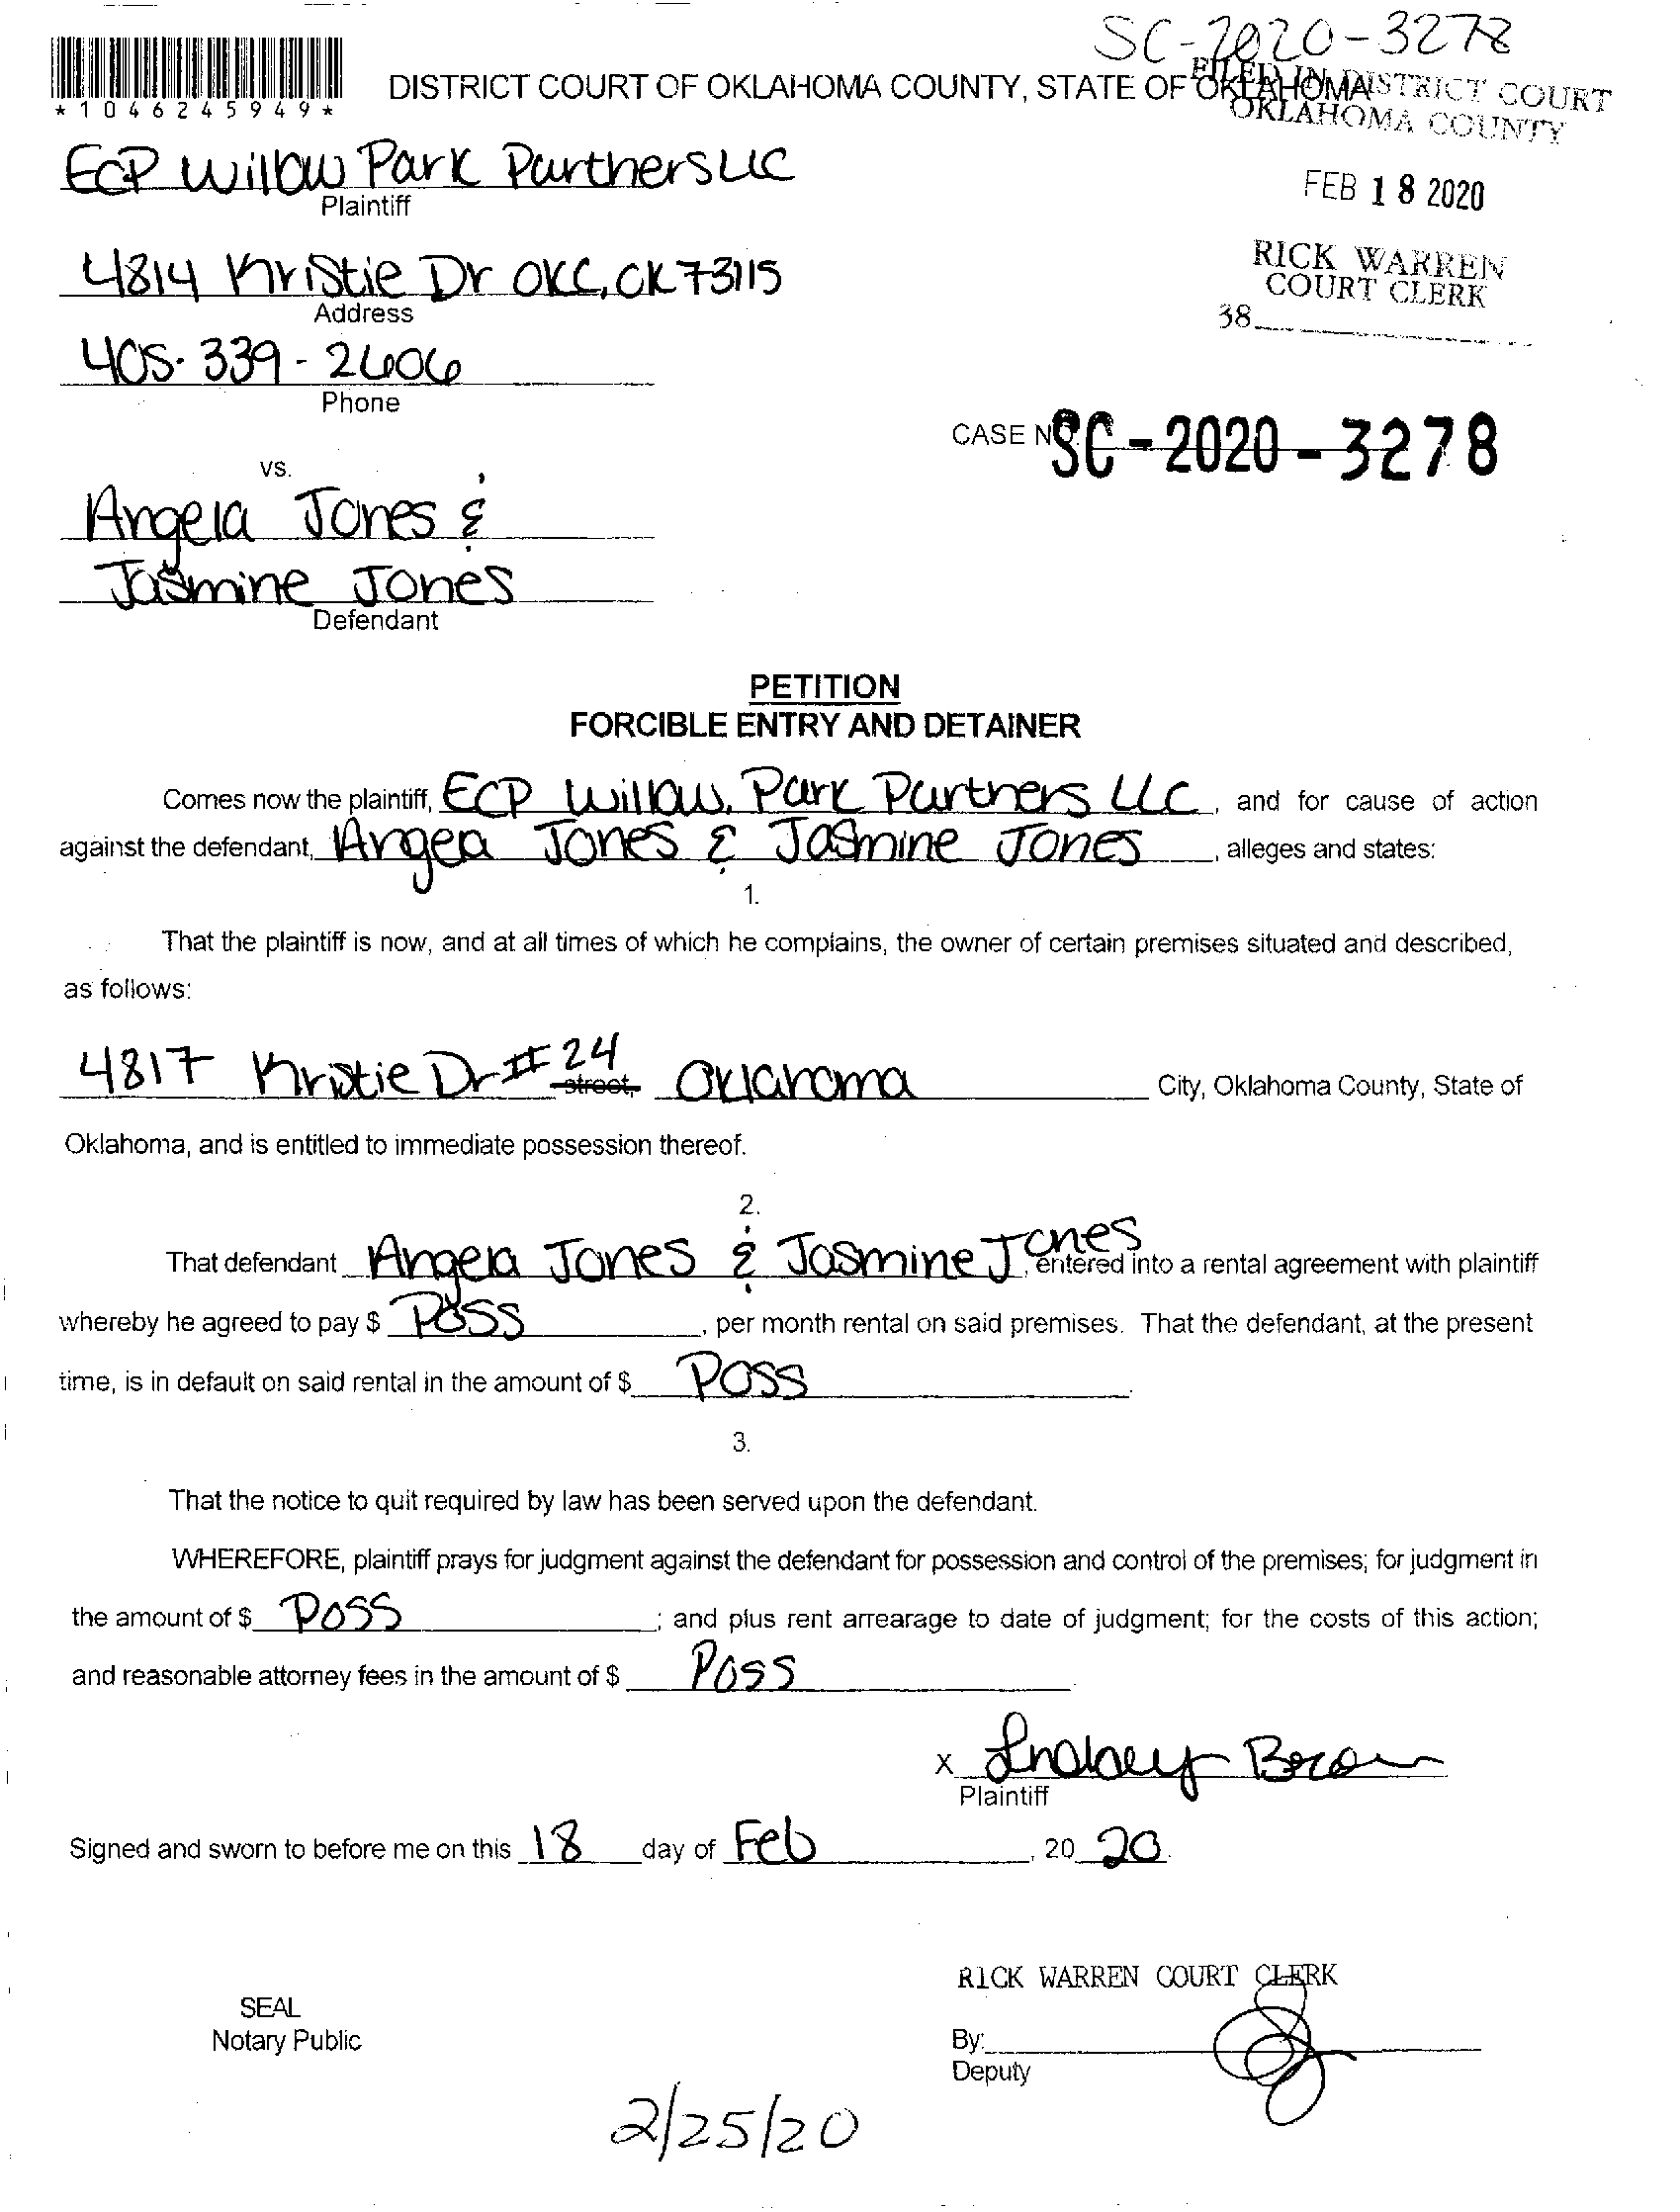 SC-2020-3278
*1046245949*
DISTRICT COURT OF OKLAHOMA COUNTY, STATE OF OKLAHOMA
FILED IN DISTRICT COURT
OKLAHOMA COUNTY
ECP Willow Park Partners LLC
Plaintiff
FEB 18 2020
4814 Kristie Dr OKC, OK 73115
Address
RICK WARREN
COURT CLERK
38
405-339-2606
Phone
CASE NO. SC-2020-3278
vs.
Angela Jones &
Jasmine Jones
Defendant
PETITION
FORCIBLE ENTRY AND DETAINER
Comes now the plaintiff, ECP Willow Park Partners LLC, and for cause of action
against the defendant, Angea Jones & Jasmine Jones, alleges and states:
1.
That the plaintiff is now, and at all times of which he complains, the owner of certain premises situated and described,
as follows:
4817 Kristie Dr #24 street, Oklahoma City, Oklahoma County, State of
Oklahoma, and is entitled to immediate possession thereof.
2.
That defendant Angela Jones & Jasmine Jones, entered into a rental agreement with plaintiff
whereby he agreed to pay $ Poss, per month rental on said premises. That the defendant, at the present
time, is in default on said rental in the amount of $ Poss.
3.
That the notice to quit required by law has been served upon the defendant.
WHEREFORE, plaintiff prays for judgment against the defendant for possession and control of the premises; for judgment in
the amount of $ Poss; and plus rent arrearage to date of judgment; for the costs of this action;
and reasonable attorney fees in the amount of $ Poss.
X Lindsey Brown
Plaintiff
Signed and sworn to before me on this 18 day of Feb, 20 20.
RICK WARREN COURT CLERK
SEAL
Notary Public
By:
Deputy
2/25/20